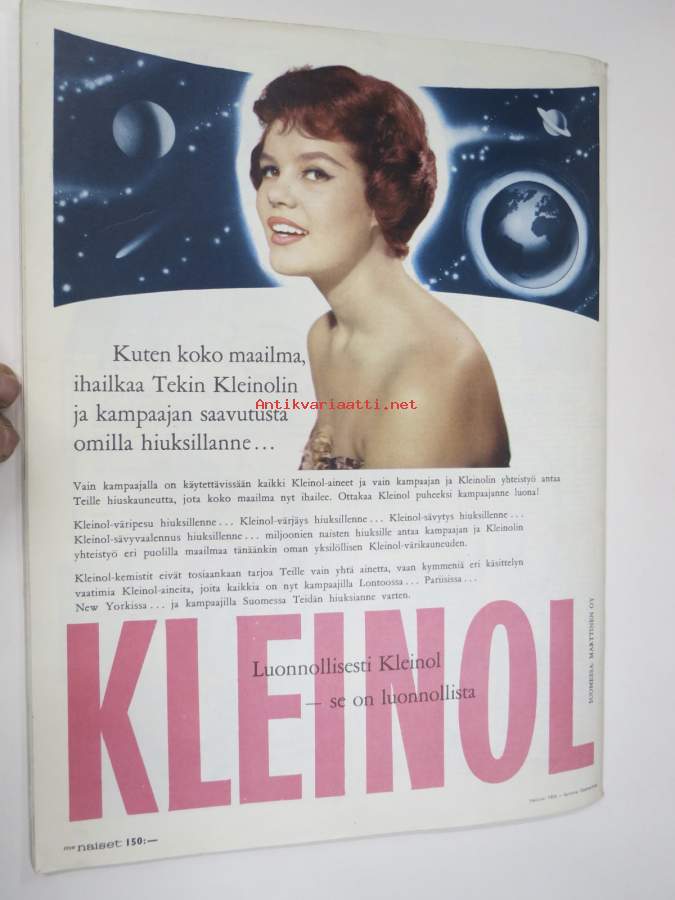 Kuten koko maailma,
ihailkaa Tekin Kleinolin
ja kampaajan saavutusta
Antikvariaatti.net
omilla hiuksillanne...
Vain kampaajalla on käytettävissään kaikki Kleinol-aineet ja vain kampaajan ja Kleinolin yhteistyö antaa
Teille hiuskauneutta, jota koko maailma nyt ihailee. Ottakaa Kleinol puheeksi kampaajanne luona!
Kleinol-väripesu hiuksillenne... Kleinol-värjäys hiuksillenne... Kleinol-sävytys hiuksillenne...
Kleinol-sävyvaalennus hiuksillenne... miljoonien naisten hiuksille antaa kampaajan ja Kleinolin
yhteistyö eri puolilla maailmaa tänäänkin oman yksilöllisen Kleinol-värikauneuden.
Kleinol-kemistit eivät tosiaankaan tarjoa Teille vain yhtä ainetta, vaan kymmeniä eri käsittelyn
vaatimia Kleinol-aineita, joita kaikkia on nyt kampaajilla Lontoossa... Pariisissa...
New Yorkissa... ja kampaajilla Suomessa Teidän hiuksianne varten.
KLEINOL
Luonnollisesti Kleinol
— se on luonnollista
SUOMESSA: MARTTINEN OY
me naiset 150:—